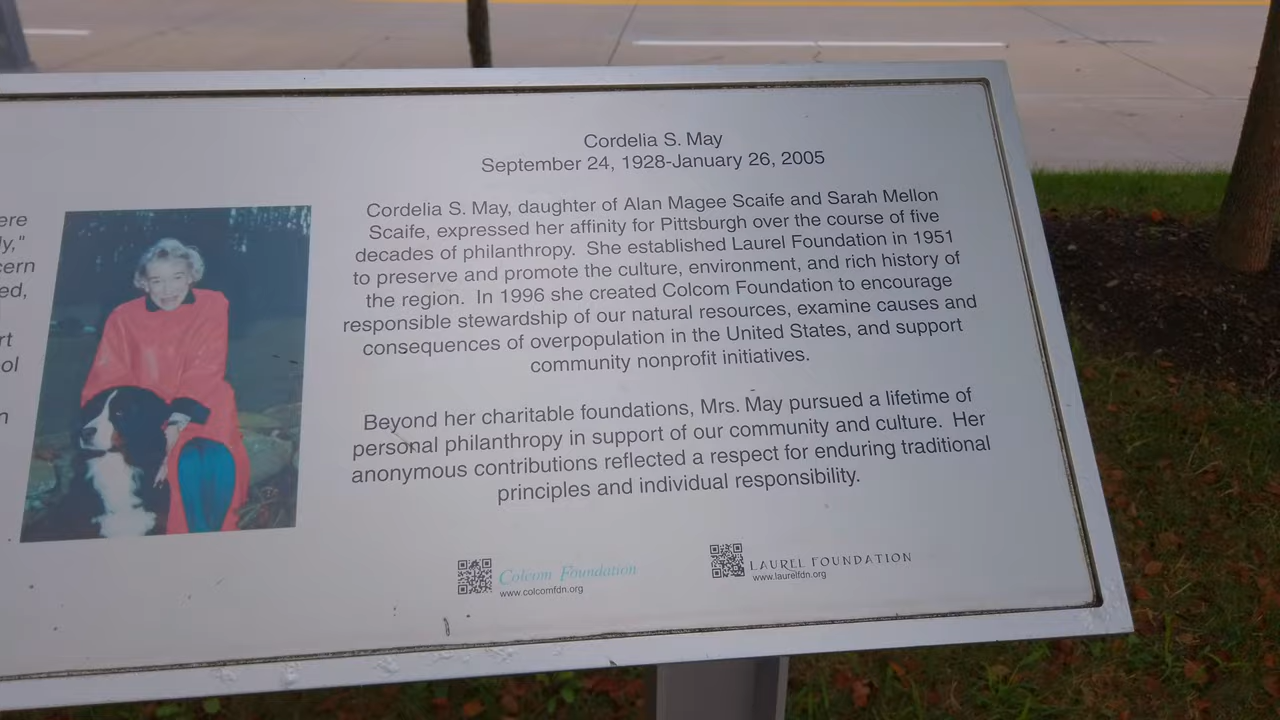 ere
ly,"
cern
ed,
rt
ol
n
Cordelia S. May
September 24, 1928-January 26, 2005
Cordelia S. May, daughter of Alan Magee Scaife and Sarah Mellon
Scaife, expressed her affinity for Pittsburgh over the course of five
decades of philanthropy. She established Laurel Foundation in 1951
to preserve and promote the culture, environment, and rich history of
the region. In 1996 she created Colcom Foundation to encourage
responsible stewardship of our natural resources, examine causes and
consequences of overpopulation in the United States, and support
community nonprofit initiatives.
Beyond her charitable foundations, Mrs. May pursued a lifetime of
personal philanthropy in support of our community and culture. Her
anonymous contributions reflected a respect for enduring traditional
principles and individual responsibility.
Colcom Foundation
www.colcomfdn.org
LAUREL FOUNDATION
www.laurelfdn.org